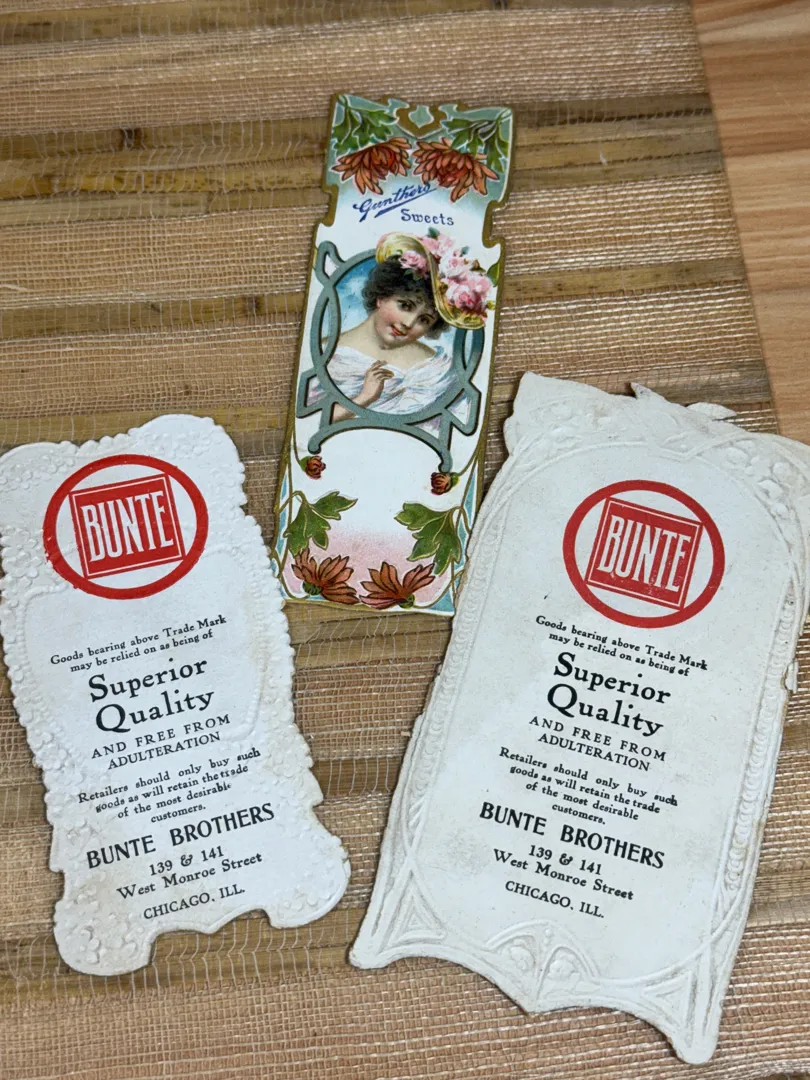 Gunthers
Sweets
BUNTE
Goods bearing above Trade Mark
may be relied on as being of
Superior
Quality
AND FREE FROM
ADULTERATION
Retailers should only buy such
goods as will retain the trade
of the most desirable
customers.
BUNTE BROTHERS
139 & 141
West Monroe Street
CHICAGO, ILL.
BUNTE
Goods bearing above Trade Mark
may be relied on as being of
Superior
Quality
AND FREE FROM
ADULTERATION
Retailers should only buy such
goods as will retain the trade
of the most desirable
customers.
BUNTE BROTHERS
139 & 141
West Monroe Street
CHICAGO, ILL.